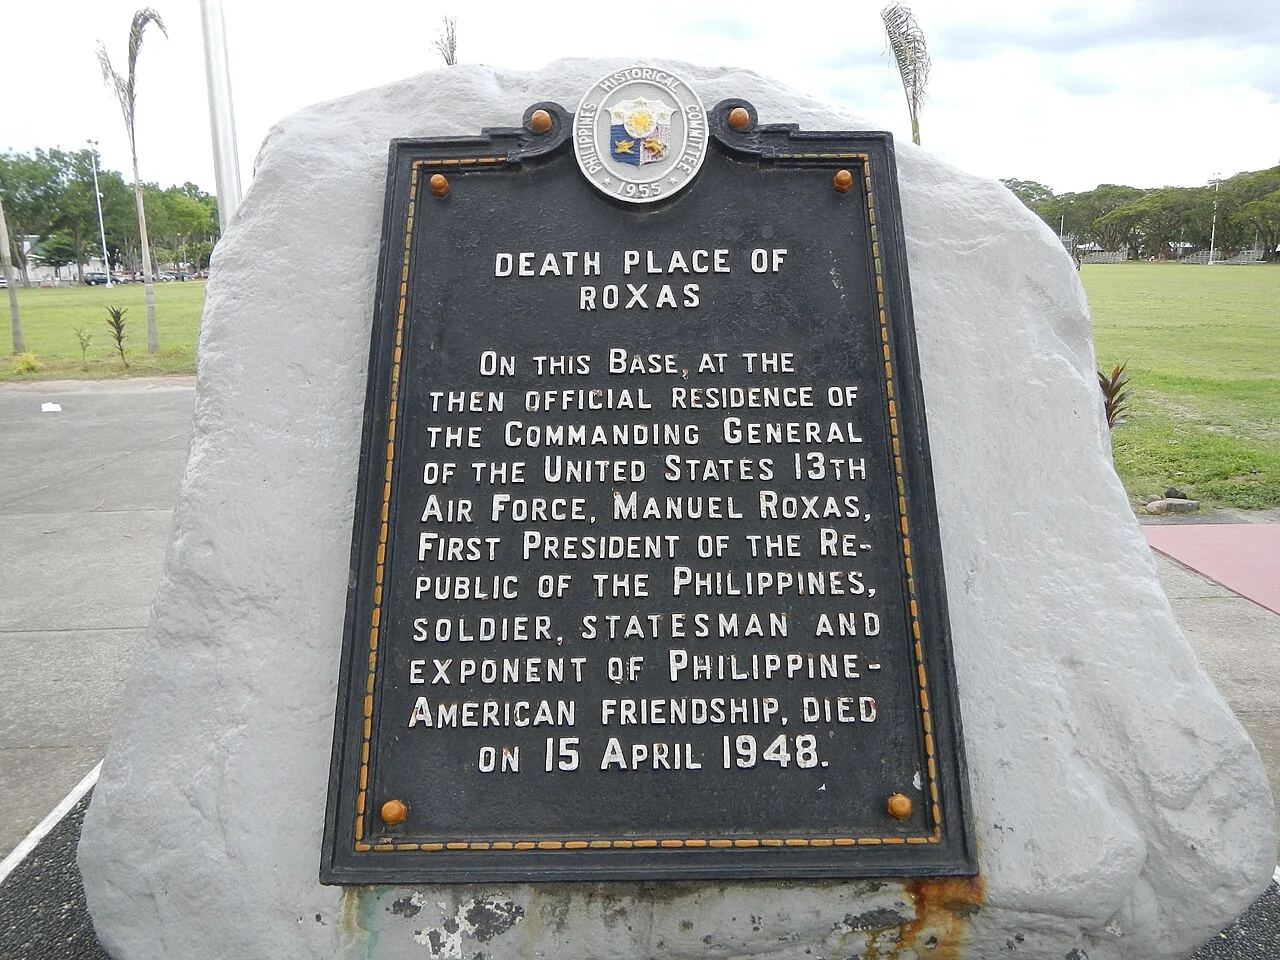 PHILIPPINES HISTORICAL COMMITTEE
★ 1955 ★
DEATH PLACE OF
ROXAS
ON THIS BASE, AT THE
THEN OFFICIAL RESIDENCE OF
THE COMMANDING GENERAL
OF THE UNITED STATES 13TH
AIR FORCE, MANUEL ROXAS,
FIRST PRESIDENT OF THE RE-
PUBLIC OF THE PHILIPPINES,
SOLDIER, STATESMAN AND
EXPONENT OF PHILIPPINE-
AMERICAN FRIENDSHIP, DIED
ON 15 APRIL 1948.